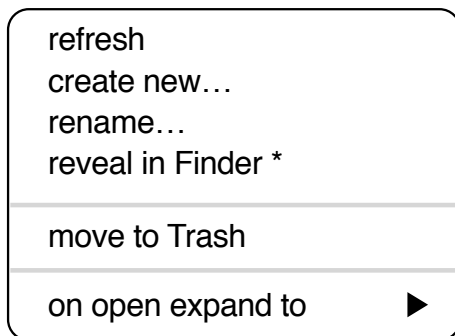 refresh
create new…
rename…
reveal in Finder *
move to Trash
on open expand to ▶